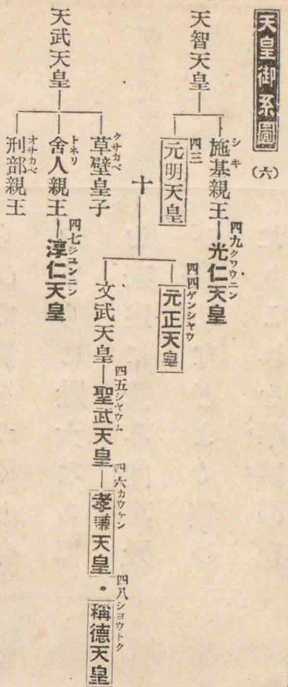 天皇御系圖
(六)
天智天皇
施基親王
シキ
四九
光仁天皇
クワウニン
四三
元明天皇
四四
元正天皇
ゲンシヤウ
天武天皇
草壁皇子
クサカベ
文武天皇
四五
聖武天皇
シヤウム
四六
孝謙天皇
カウケン
・
四八
稱德天皇
シヨウトク
舍人親王
トネリ
四七
淳仁天皇
ジユンニン
刑部親王
オサカベ